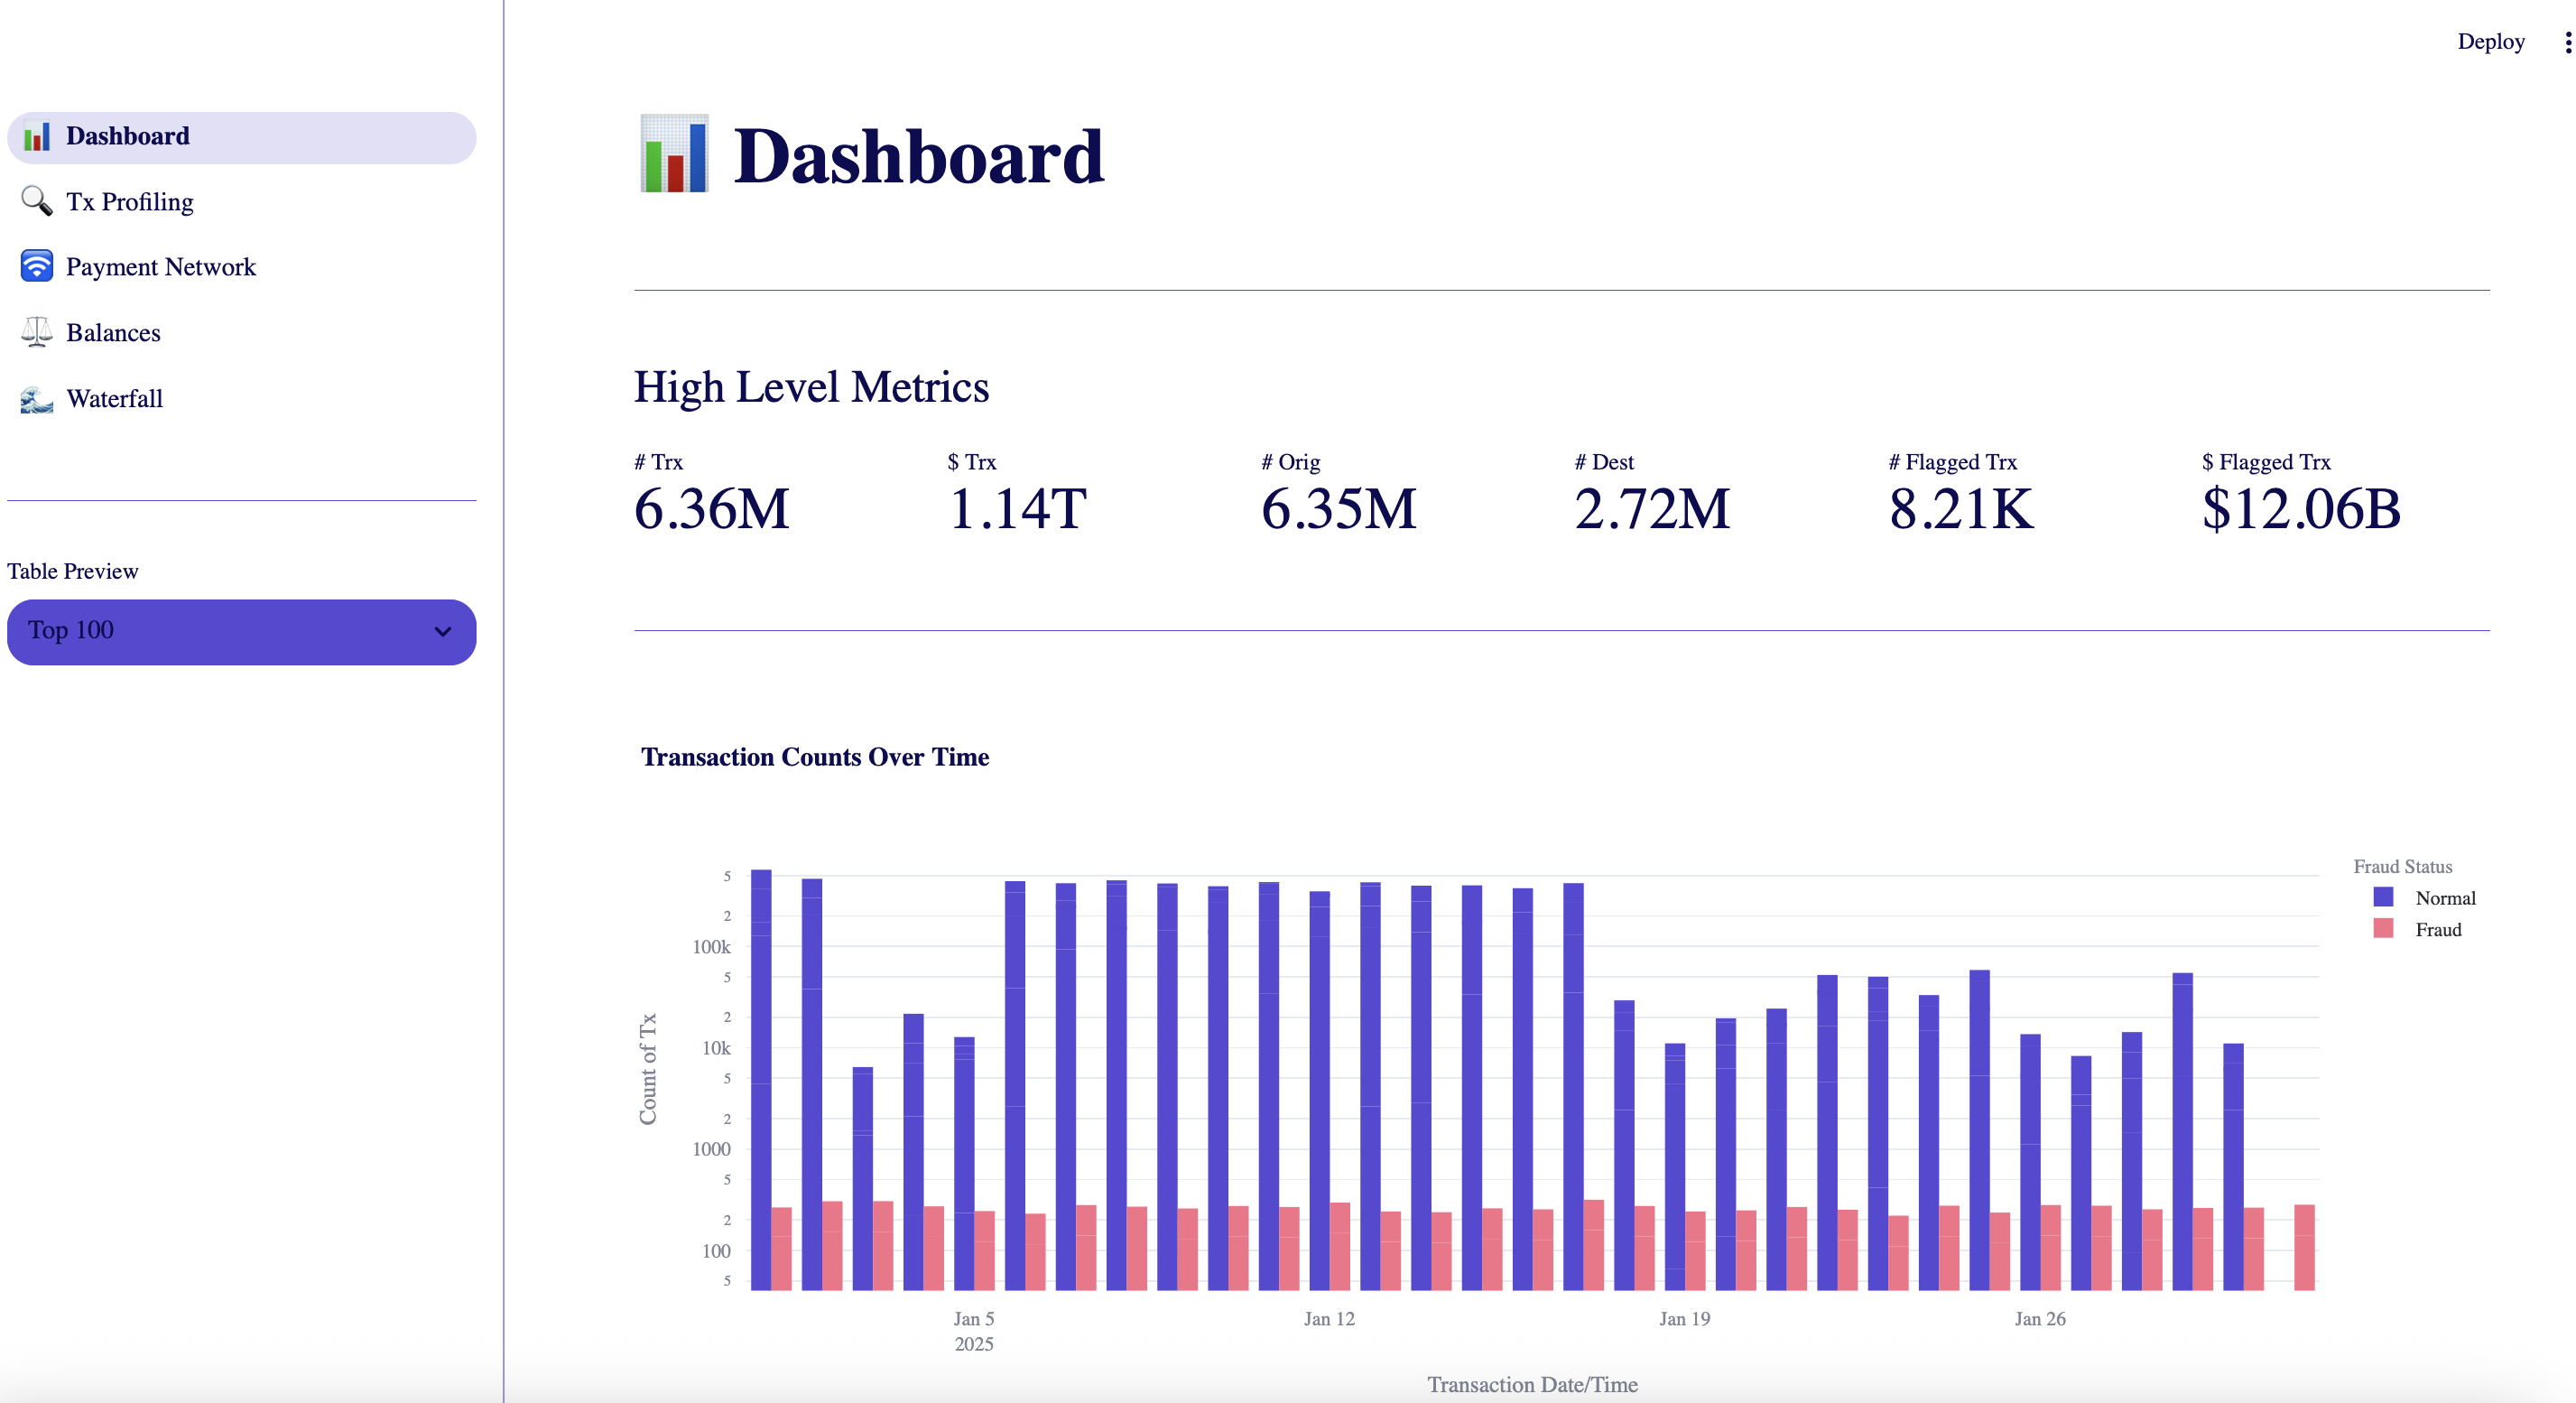 Deploy
Dashboard
Tx Profiling
Payment Network
Balances
Waterfall
Table Preview
Top 100
Dashboard
High Level Metrics
# Trx
6.36M
$ Trx
1.14T
# Orig
6.35M
# Dest
2.72M
# Flagged Trx
8.21K
$ Flagged Trx
$12.06B
Transaction Counts Over Time
Count of Tx
5
2
100k
5
2
10k
5
2
1000
5
2
100
5
Jan 5
2025
Jan 12
Jan 19
Jan 26
Transaction Date/Time
Fraud Status
Normal
Fraud